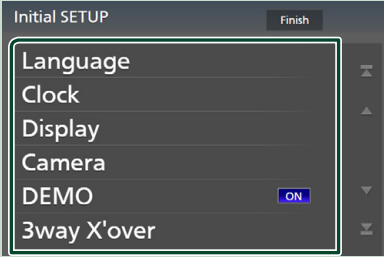 Initial SETUP
Finish
Language
Clock
Display
Camera
DEMO
ON
3way X'over